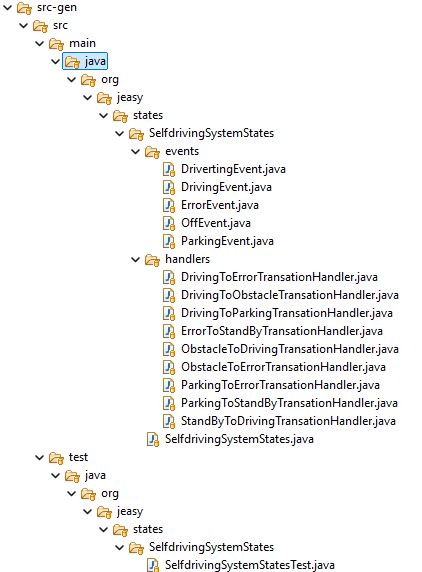 src-gen
src
main
java
org
jeasy
states
SelfdrivingSystemStates
events
DrivertingEvent.java
DrivingEvent.java
ErrorEvent.java
OffEvent.java
ParkingEvent.java
handlers
DrivingToErrorTransationHandler.java
DrivingToObstacleTransationHandler.java
DrivingToParkingTransationHandler.java
ErrorToStandByTransationHandler.java
ObstacleToDrivingTransationHandler.java
ObstacleToErrorTransationHandler.java
ParkingToErrorTransationHandler.java
ParkingToStandByTransationHandler.java
StandByToDrivingTransationHandler.java
SelfdrivingSystemStates.java
test
java
org
jeasy
states
SelfdrivingSystemStates
SelfdrivingSystemStatesTest.java